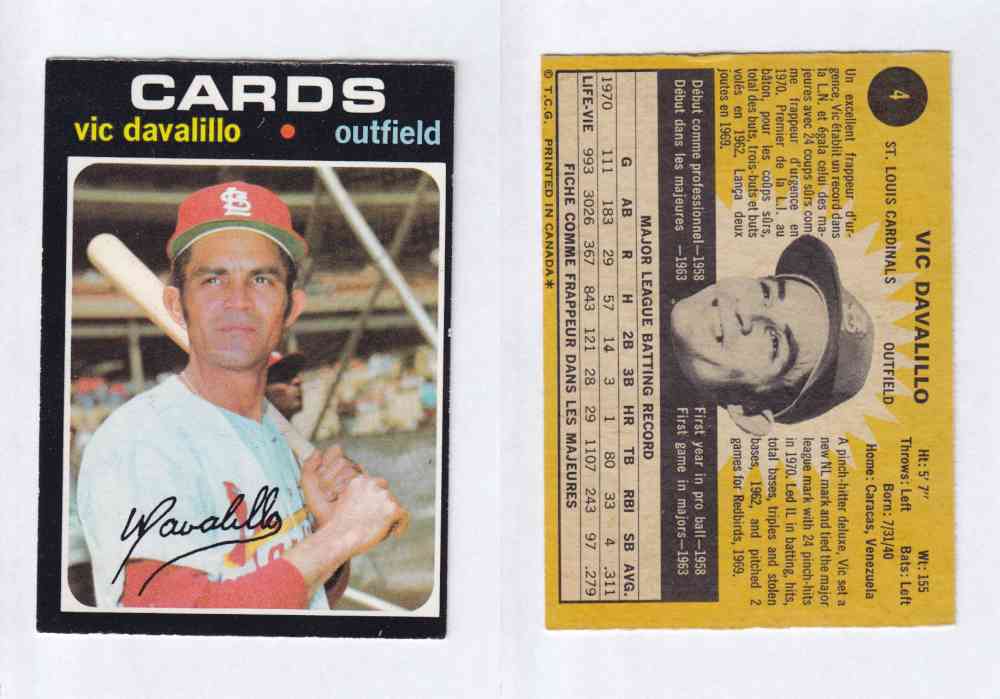 CARDS
vic davalillo • outfield
StL
VDavalillo
4
VIC DAVALILLO
ST. LOUIS CARDINALS OUTFIELD
Ht: 5' 7" Wt: 155
Throws: Left Bats: Left
Born: 7/31/40
Home: Caracas, Venezuela
Un excellent frappeur d'ur-
gence, Vic établit un record dans
la L.N. et égala celui des ma-
jeures avec 24 coups sûrs com-
me frappeur d'urgence en
1970. Premier de la L.I. au
bâton, pour les coups sûrs,
total des buts, trois-buts et buts
volés en 1962. Lança deux
joutes en 1969.
A pinch-hitter deluxe, Vic set a
new NL mark and tied the major
league mark with 24 pinch-hits
in 1970. Led IL in batting, hits,
total bases, triples and stolen
bases, 1962, and pitched 2
games for Redbirds, 1969.
Début comme professionnel—1958
Début dans les majeures —1963
First year in pro ball—1958
First game in majors—1963
MAJOR LEAGUE BATTING RECORD
G AB R H 2B 3B HR TB RBI SB AVG.
1970 111 183 29 57 14 3 1 80 33 4 .311
LIFE-VIE 993 3026 367 843 121 28 29 1107 243 97 .279
FICHE COMME FRAPPEUR DANS LES MAJEURES
© T.C.G. PRINTED IN CANADA*